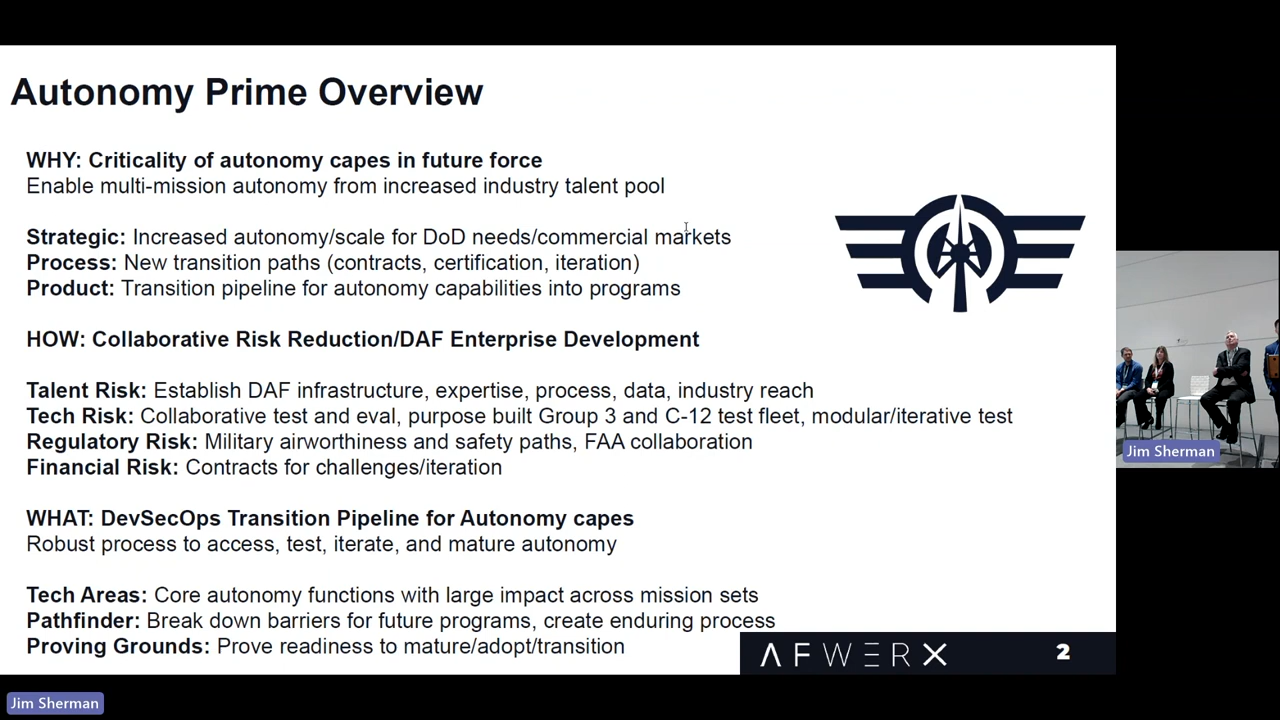 Autonomy Prime Overview
WHY: Criticality of autonomy capes in future force
Enable multi-mission autonomy from increased industry talent pool
Strategic: Increased autonomy/scale for DoD needs/commercial markets
Process: New transition paths (contracts, certification, iteration)
Product: Transition pipeline for autonomy capabilities into programs
HOW: Collaborative Risk Reduction/DAF Enterprise Development
Talent Risk: Establish DAF infrastructure, expertise, process, data, industry reach
Tech Risk: Collaborative test and eval, purpose built Group 3 and C-12 test fleet, modular/iterative test
Regulatory Risk: Military airworthiness and safety paths, FAA collaboration
Financial Risk: Contracts for challenges/iteration
WHAT: DevSecOps Transition Pipeline for Autonomy capes
Robust process to access, test, iterate, and mature autonomy
Tech Areas: Core autonomy functions with large impact across mission sets
Pathfinder: Break down barriers for future programs, create enduring process
Proving Grounds: Prove readiness to mature/adopt/transition
AFWERX
2
Jim Sherman
Jim Sherman